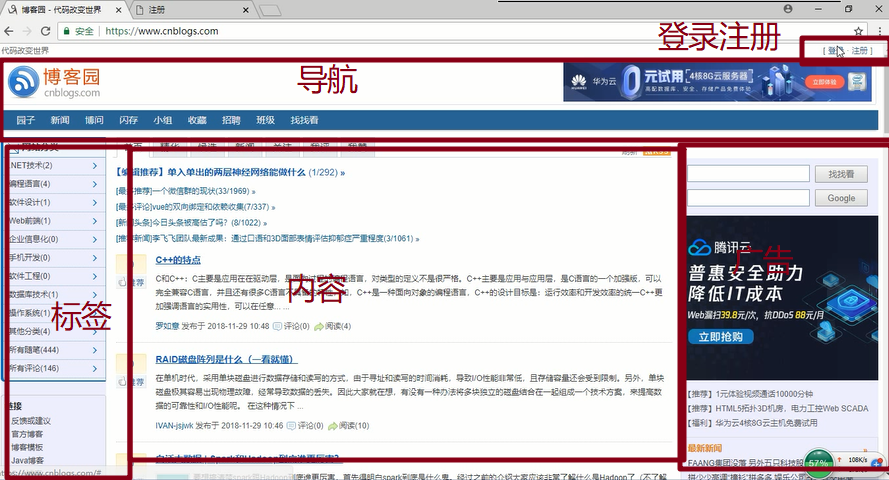 博客园 - 代码改变世界
注册
安全 https://www.cnblogs.com
代码改变世界
登录注册
[ 登录 · 注册 ]
博客园
cnblogs.com
导航
华为云
0元试用 4核8G云服务器
高配数据库，安全，存储产品免费体验
立即体验
园子 新闻 博问 闪存 小组 收藏 招聘 班级 找找看
网站分类
.NET技术(2)
编程语言(4)
软件设计(1)
Web前端(1)
企业信息化(0)
手机开发(0)
软件工程(0)
数据库技术(1)
操作系统(1)
其他分类(4)
所有随笔(444)
所有评论(146)
标签
链接
反馈或建议
官方博客
博客模板
Java博客
https://www.cnblogs.com/#
【编辑推荐】单入单出的两层神经网络能做什么 (1/292) »
[最多推荐]一个微信群的现状(33/1969) »
[最多评论]vue的双向绑定和依赖收集(7/337) »
[新闻头条]今日头条被高估了吗？(8/1022) »
[推荐新闻]李飞飞团队最新成果：通过口语和3D面部表情评估抑郁症严重程度(3/1061) »
推荐
C++的特点
C和C++：C主要是应用在在驱动层，是面向过程的编程语言，对类型的定义不是很严格。C++主要是应用与应用层，是C语言的一个加强版，可以
完全兼容C语言，并且还有很多C语言不具备的特性。C++是一种面向对象的编程语言，C++的设计目标是：运行效率和开发效率的统一C++更
加强调语言的实用性，可以在任意... ...
罗如意 发布于 2018-11-29 10:48 评论(0) 阅读(4)
内容
推荐
RAID磁盘阵列是什么（一看就懂）
在单机时代，采用单块磁盘进行数据存储和读写的方式，由于寻址和读写的时间消耗，导致I/O性能非常低，且存储容量还会受到限制。另外，单块
磁盘极其容易出现物理故障，经常导致数据的丢失。因此大家就在想，有没有一种办法将多块独立的磁盘结合在一起组成一个技术方案，来提高数
据的可靠性和I/O性能呢。 在这种情况下 ...
IVAN-jsjwk 发布于 2018-11-29 10:46 评论(0) 阅读(10)
找找看
Google
腾讯云
广告
普惠安全助力
降低IT成本
Web漏扫39.8元/次，抗DDoS 88元/月
立即抢购
【推荐】1元体验视频通话10000分钟
【推荐】HTML5拓扑3D机房，电力工控Web SCADA
【福利】华为云4核8G云主机免费试用
最新新闻
57%
108K/s